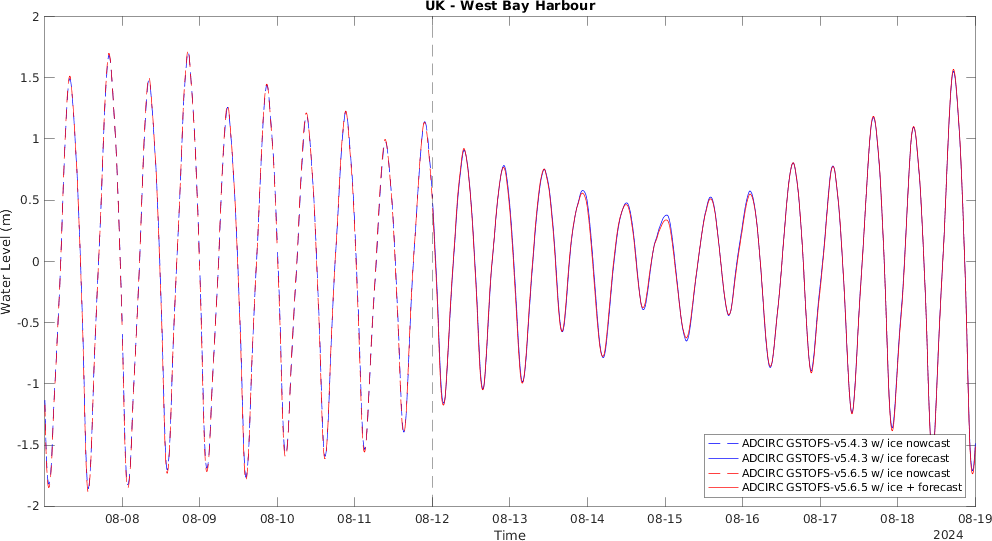 UK - West Bay Harbour
2
1.5
1
0.5
0
-0.5
-1
-1.5
-2
Water Level (m)
ADCIRC GSTOFS-v5.4.3 w/ ice nowcast
ADCIRC GSTOFS-v5.4.3 w/ ice forecast
ADCIRC GSTOFS-v5.6.5 w/ ice nowcast
ADCIRC GSTOFS-v5.6.5 w/ ice + forecast
08-08 08-09 08-10 08-11 08-12 08-13 08-14 08-15 08-16 08-17 08-18 08-19
Time
2024